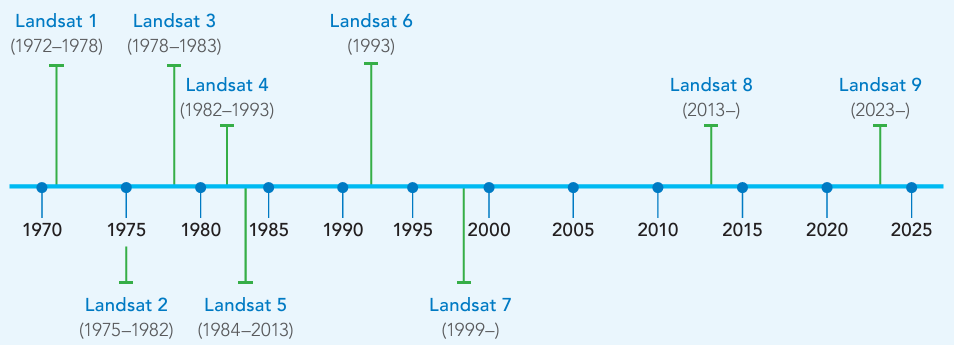 Landsat 1
(1972–1978)
Landsat 3
(1978–1983)
Landsat 6
(1993)
Landsat 4
(1982–1993)
Landsat 8
(2013–)
Landsat 9
(2023–)
1970 1975 1980 1985 1990 1995 2000 2005 2010 2015 2020 2025
Landsat 2
(1975–1982)
Landsat 5
(1984–2013)
Landsat 7
(1999–)